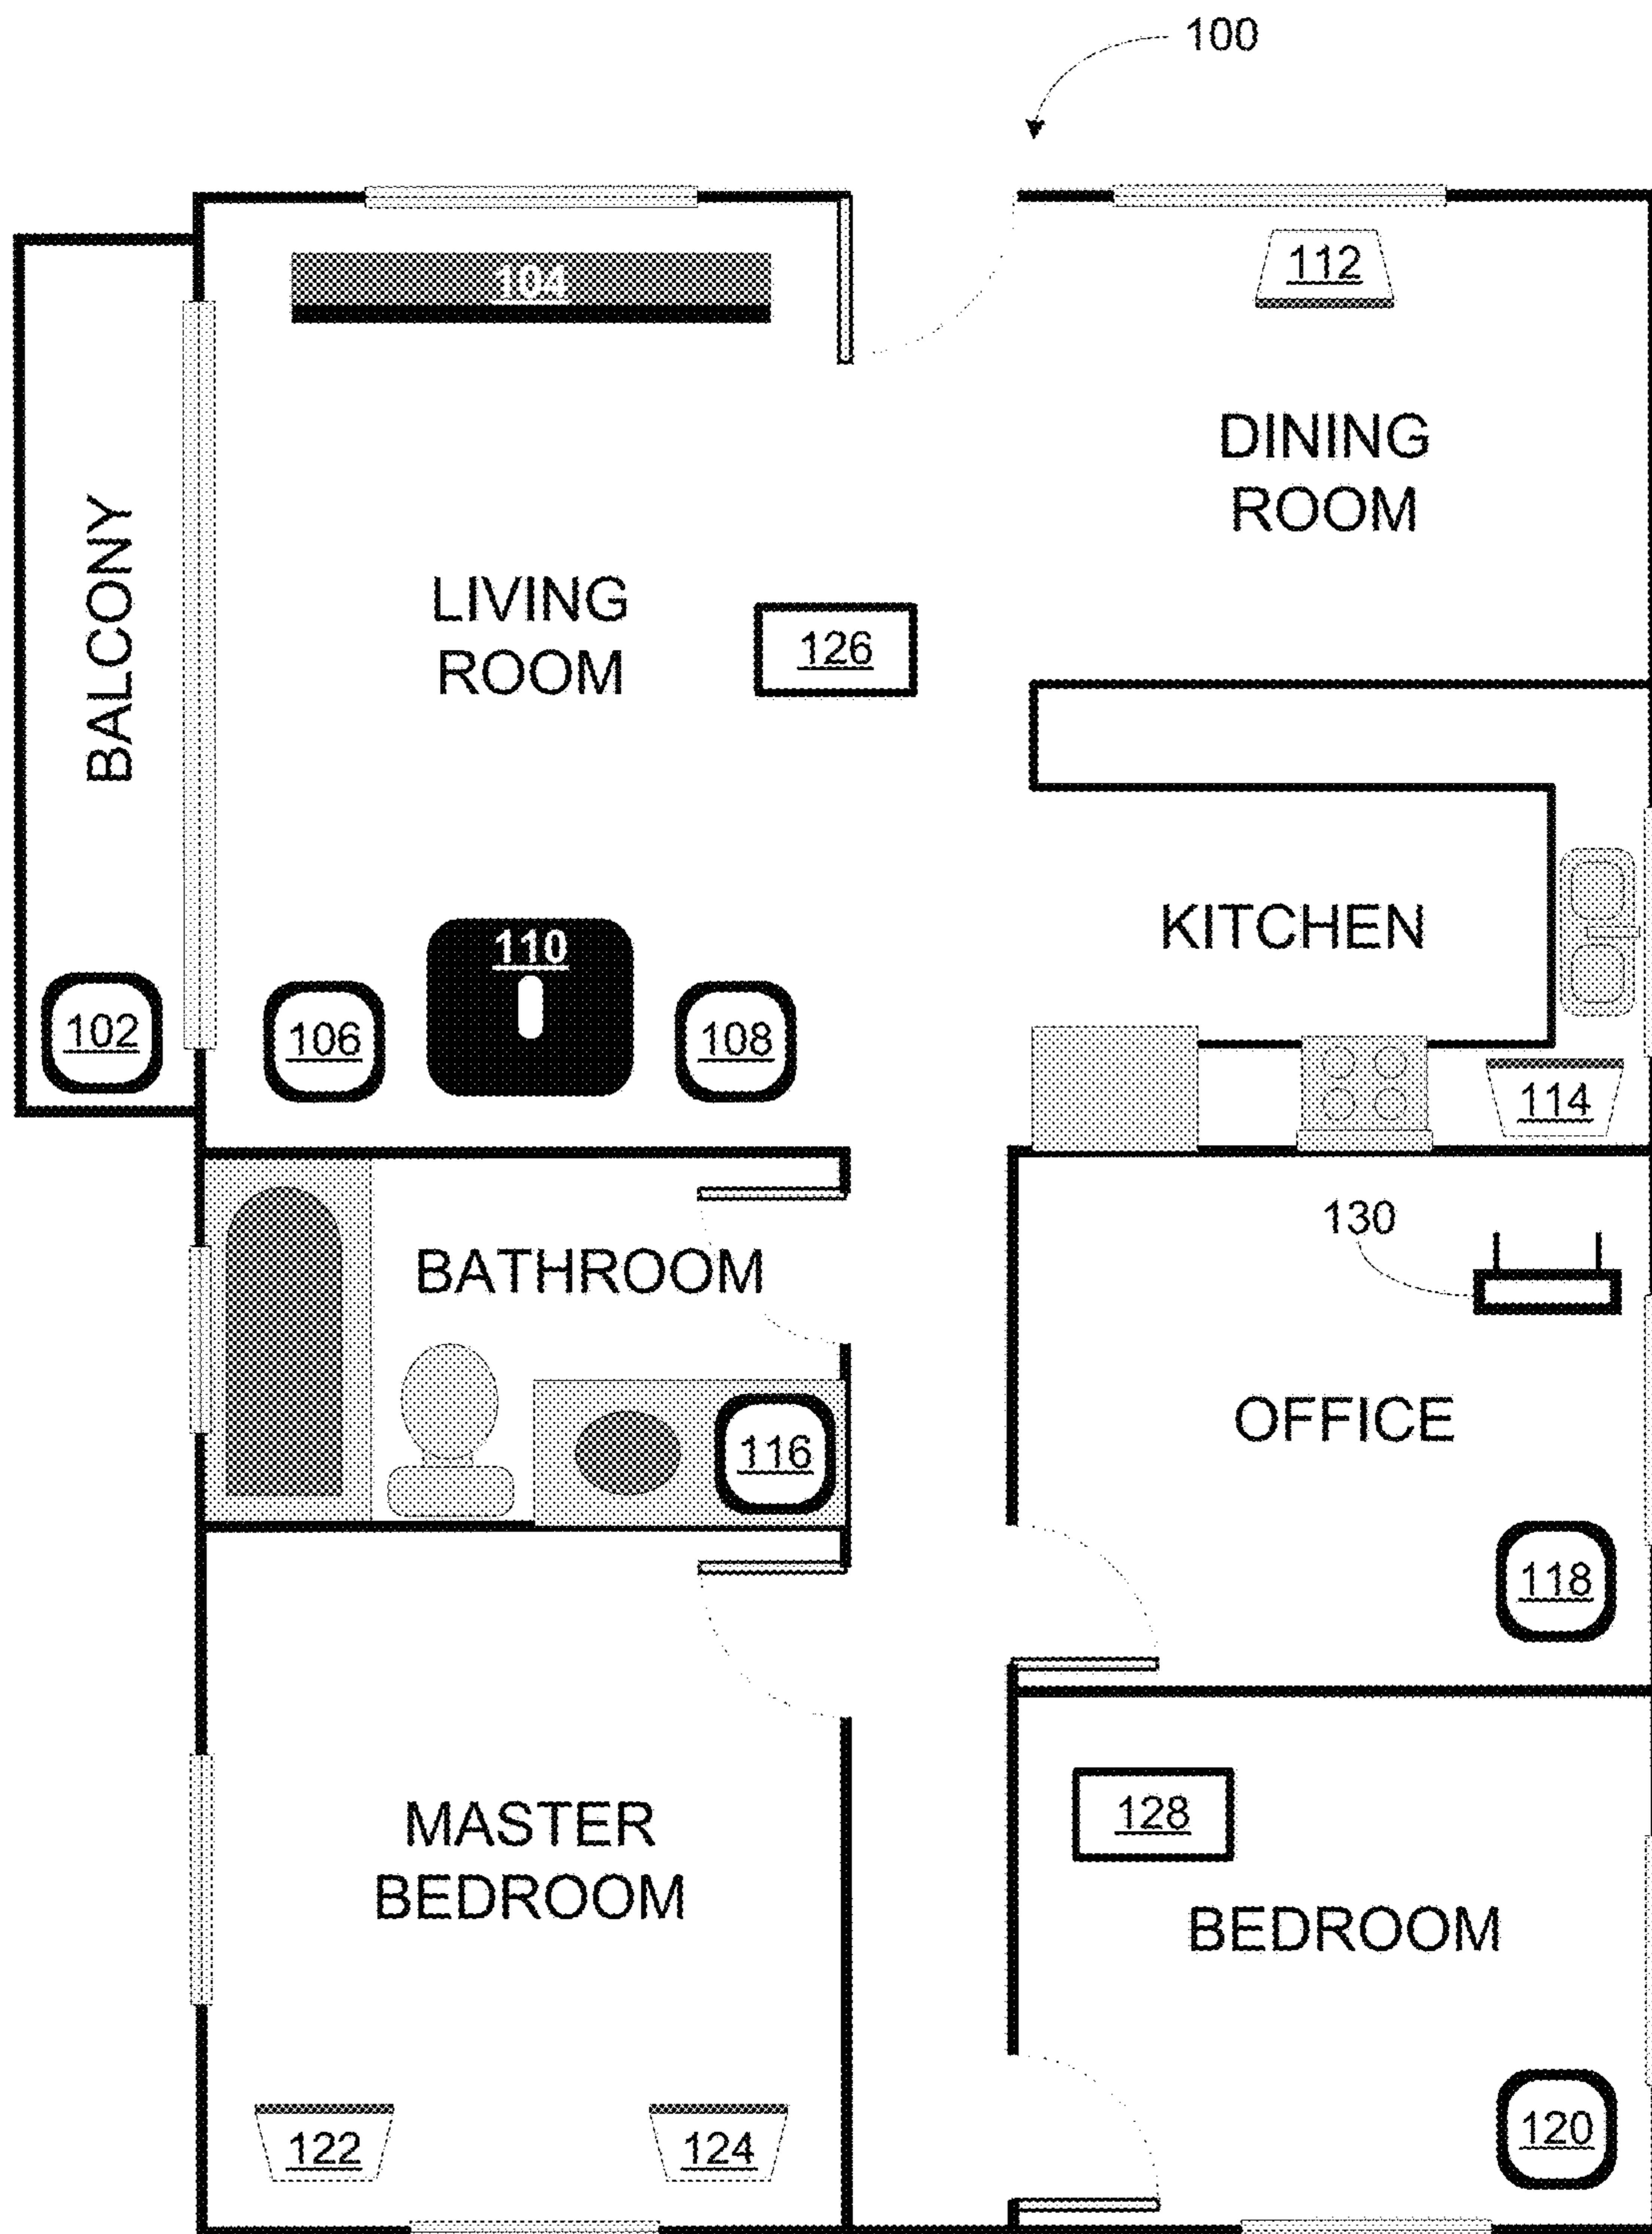 100
104
112
DINING
ROOM
BALCONY
LIVING
ROOM
126
KITCHEN
110
102
106
108
114
130
BATHROOM
OFFICE
116
118
MASTER
BEDROOM
128
BEDROOM
122
124
120